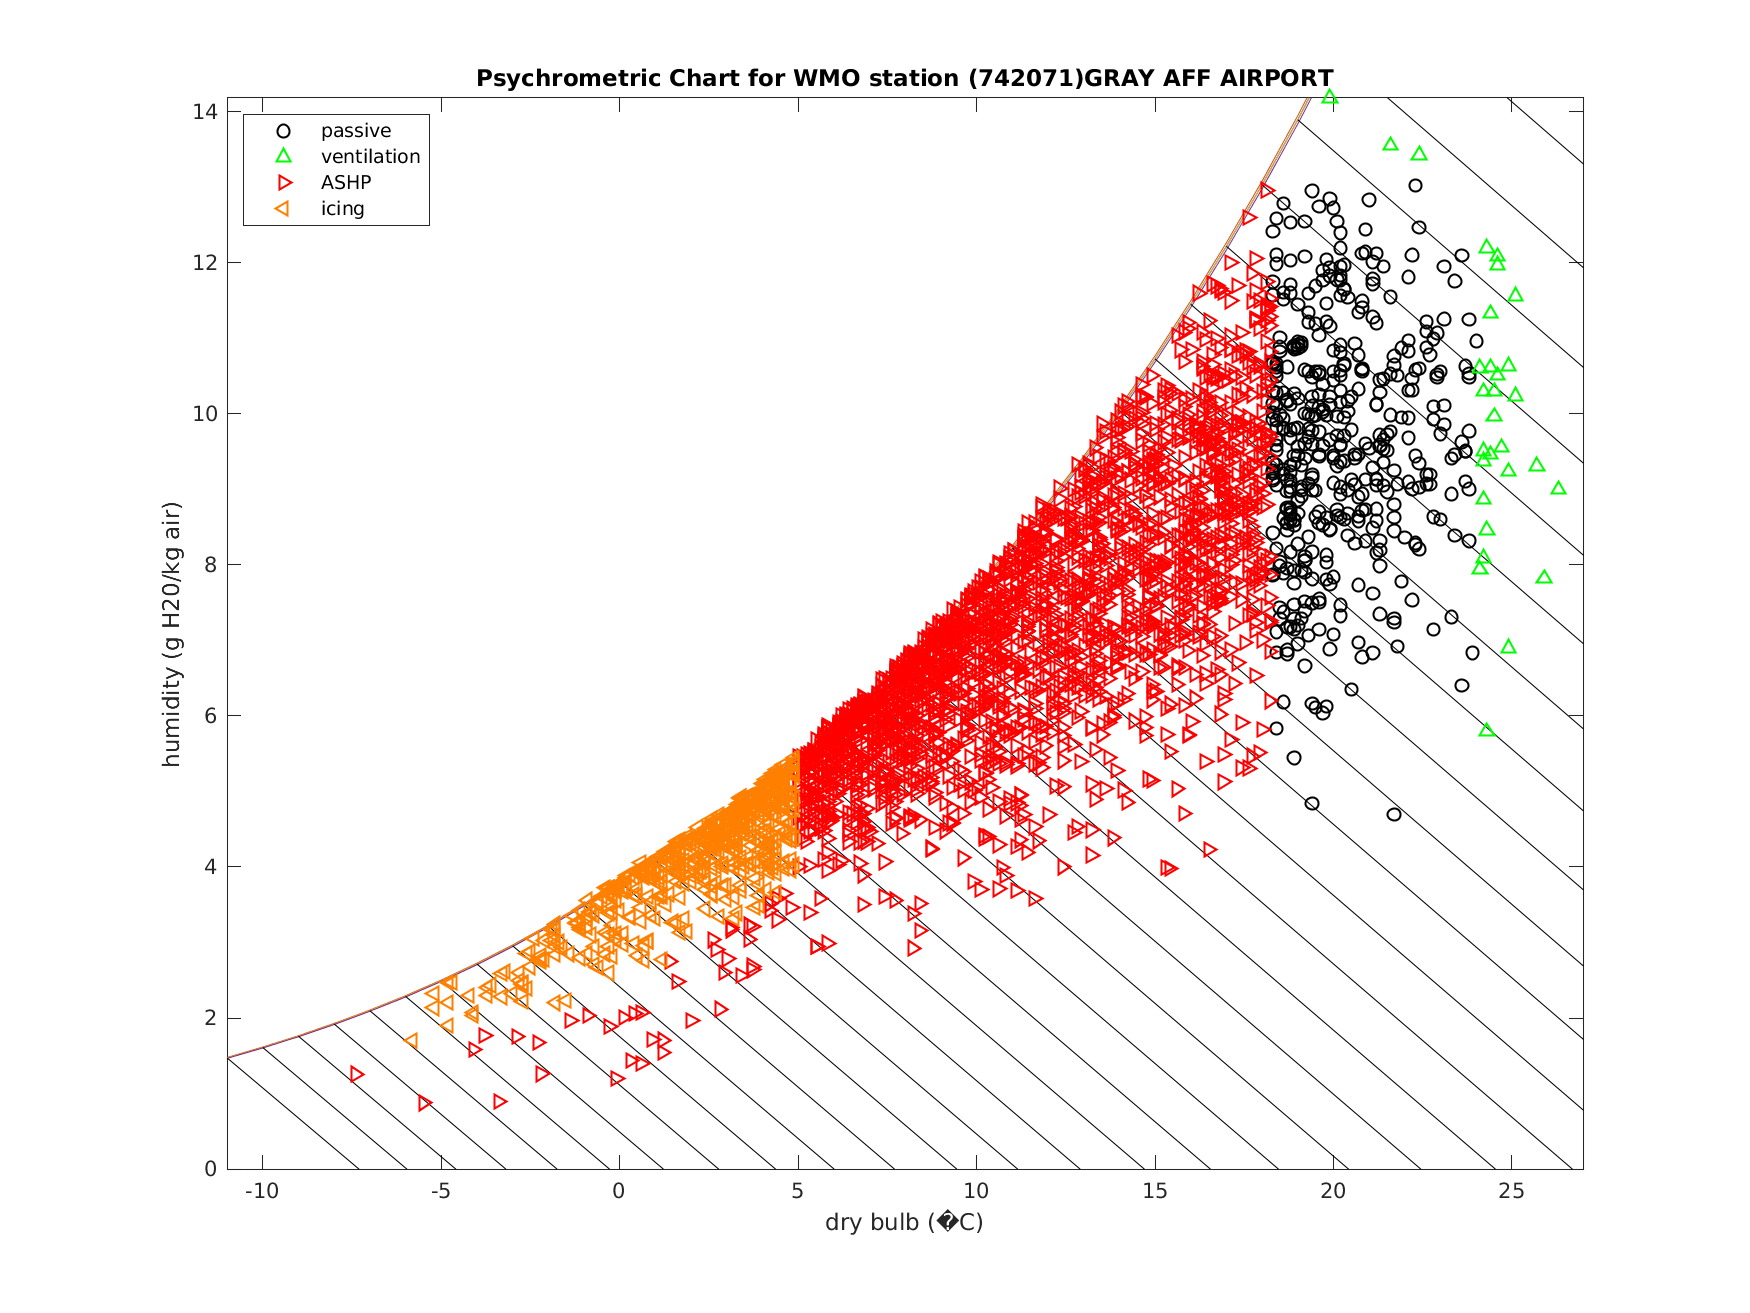 Psychrometric Chart for WMO station (742071)GRAY AFF AIRPORT
14
12
10
8
6
4
2
0
passive
ventilation
ASHP
icing
humidity (g H20/kg air)
-10 -5 0 5 10 15 20 25
dry bulb (�C)